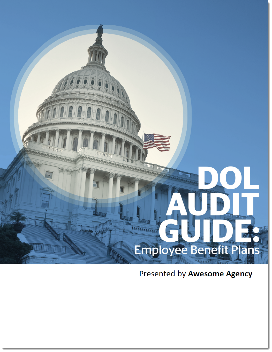 DOL
AUDIT
GUIDE:
Employee Benefit Plans
Presented by Awesome Agency